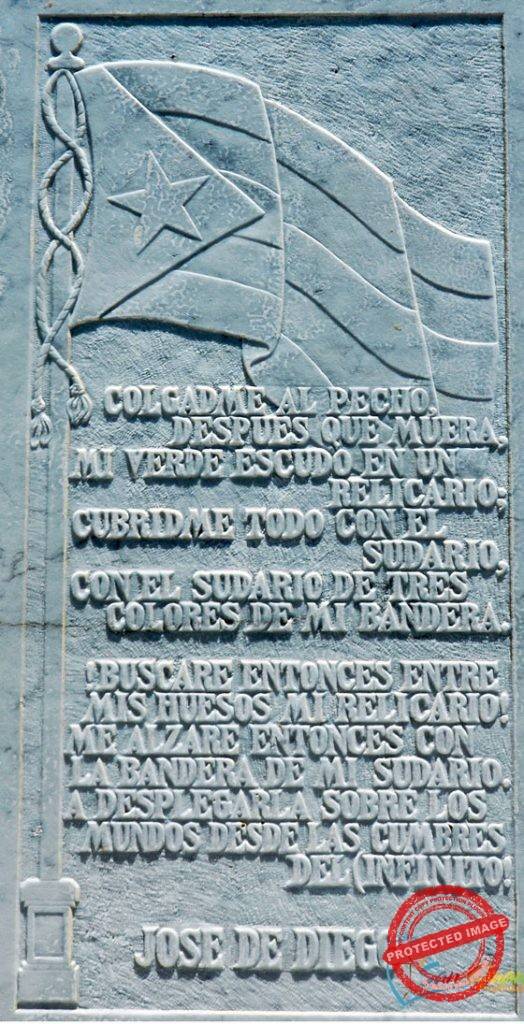 COLGADME AL PECHO,
DESPUES QUE MUERA,
MI VERDE ESCUDO EN UN
RELICARIO;
CUBRIDME TODO CON EL
SUDARIO,
CON EL SUDARIO DE TRES
COLORES DE MI BANDERA.
¡BUSCARE ENTONCES ENTRE
MIS HUESOS MI RELICARIO!
ME ALZARE ENTONCES CON
LA BANDERA DE MI SUDARIO.
A DESPLEGARLA SOBRE LOS
MUNDOS DESDE LAS CUMBRES
DEL INFINITO!
JOSE DE DIEGO
PROTECTED IMAGE